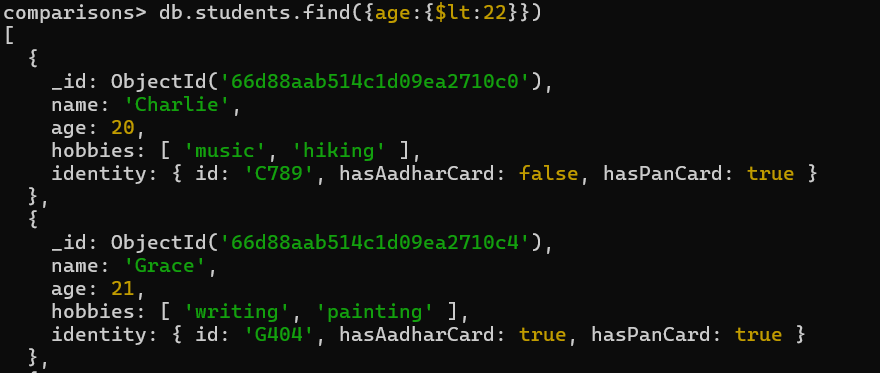 comparisons> db.students.find({age:{$lt:22}})
[
  {
    _id: ObjectId('66d88aab514c1d09ea2710c0'),
    name: 'Charlie',
    age: 20,
    hobbies: [ 'music', 'hiking' ],
    identity: { id: 'C789', hasAadharCard: false, hasPanCard: true }
  },
  {
    _id: ObjectId('66d88aab514c1d09ea2710c4'),
    name: 'Grace',
    age: 21,
    hobbies: [ 'writing', 'painting' ],
    identity: { id: 'G404', hasAadharCard: true, hasPanCard: true }
  },
  {